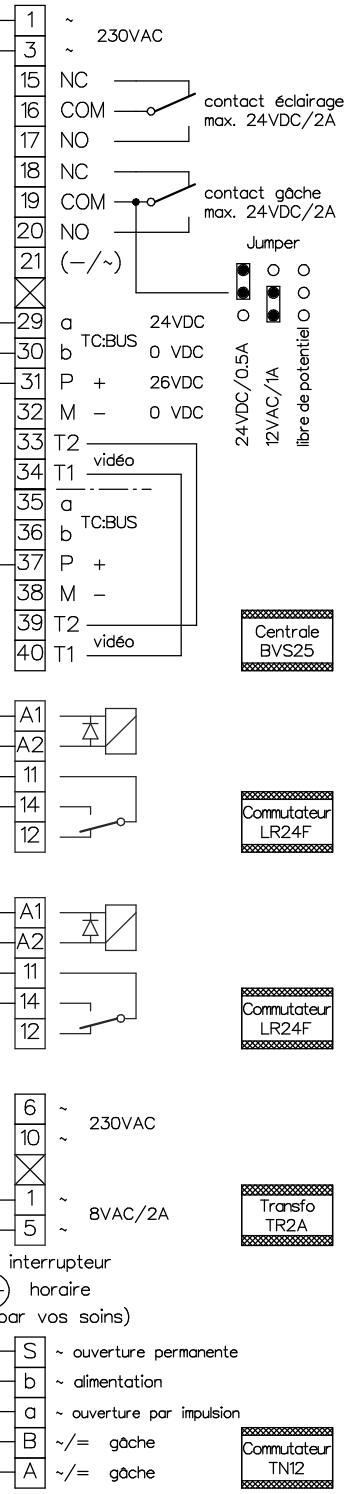 1 ~ 230VAC
3 ~
15 NC
16 COM contact éclairage
max. 24VDC/2A
17 NO
18 NC
19 COM contact gâche
max. 24VDC/2A
20 NO
Jumper
21 (-/~)
24VDC/0.5A
12VAC/1A
libre de potentiel
29 a 24VDC
TC:BUS
30 b 0 VDC
31 P + 26VDC
32 M - 0 VDC
33 T2
vidéo
34 T1
35 a
TC:BUS
36 b
37 P +
38 M -
39 T2
vidéo
40 T1
Centrale
BVS25
A1
A2
11
14
12
Commutateur
LR24F
A1
A2
11
14
12
Commutateur
LR24F
6 ~
230VAC
10 ~
1 ~
8VAC/2A
5 ~
Transfo
TR2A
interrupteur
horaire
par vos soins)
S ~ ouverture permanente
b ~ alimentation
a ~ ouverture par impulsion
B ~/= gâche
A ~/= gâche
Commutateur
TN12